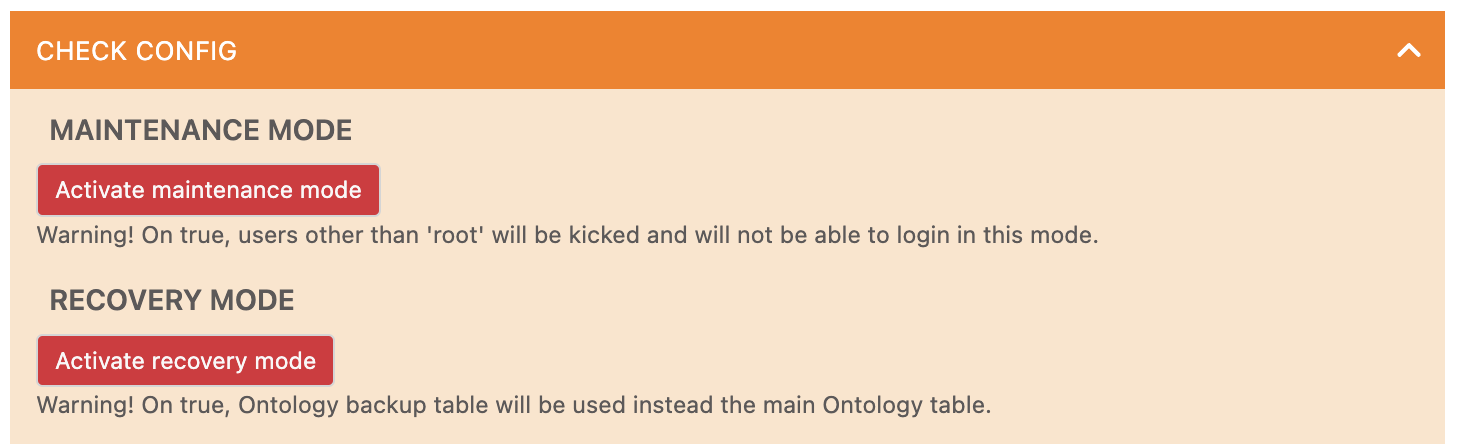 CHECK CONFIG
MAINTENANCE MODE
Activate maintenance mode
Warning! On true, users other than 'root' will be kicked and will not be able to login in this mode.
RECOVERY MODE
Activate recovery mode
Warning! On true, Ontology backup table will be used instead the main Ontology table.